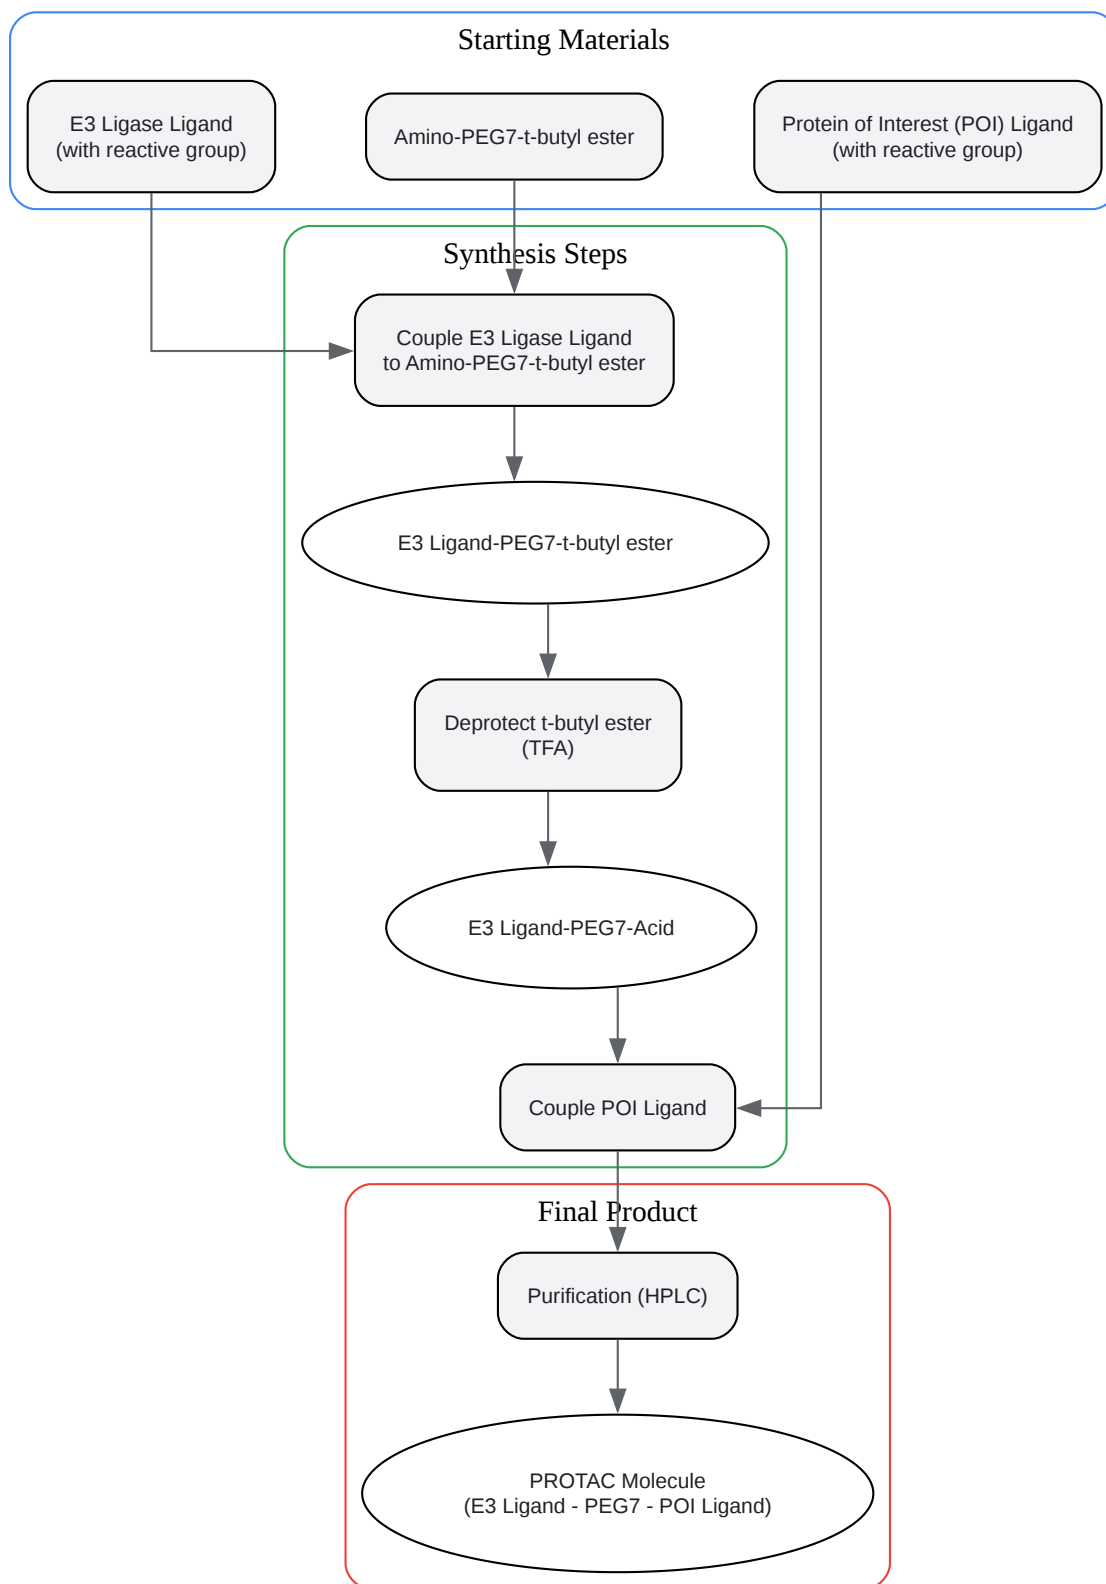 Starting Materials
E3 Ligase Ligand
(with reactive group)
Amino-PEG7-t-butyl ester
Protein of Interest (POI) Ligand
(with reactive group)
Synthesis Steps
Couple E3 Ligase Ligand
to Amino-PEG7-t-butyl ester
E3 Ligand-PEG7-t-butyl ester
Deprotect t-butyl ester
(TFA)
E3 Ligand-PEG7-Acid
Couple POI Ligand
Final Product
Purification (HPLC)
PROTAC Molecule
(E3 Ligand - PEG7 - POI Ligand)